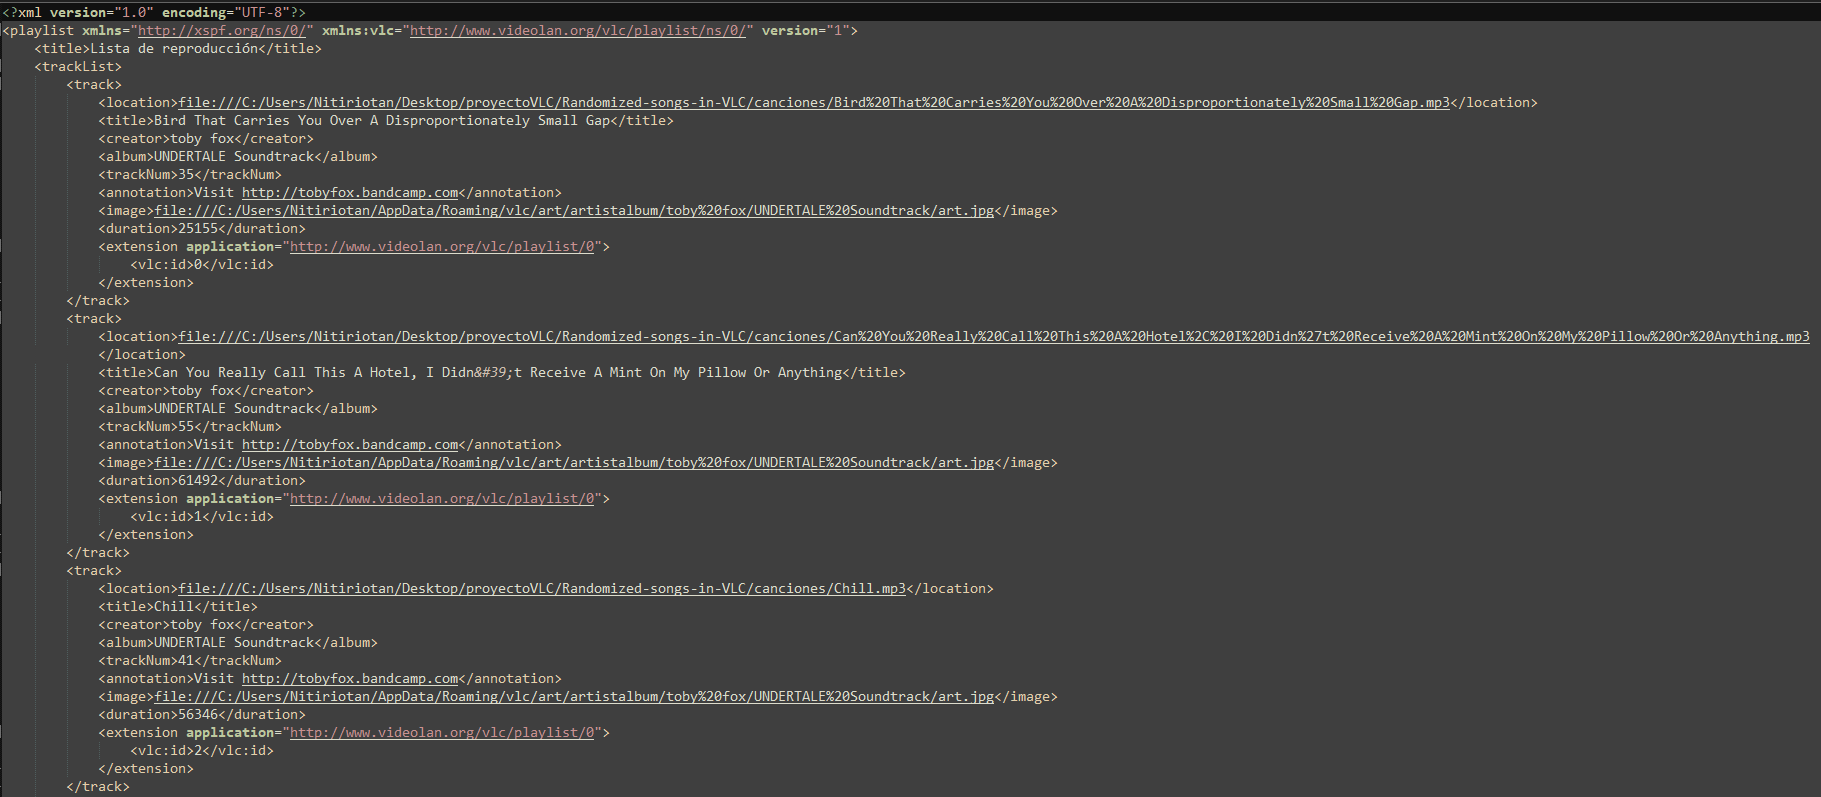 <?xml version="1.0" encoding="UTF-8"?>
<playlist xmlns="http://xspf.org/ns/0/" xmlns:vlc="http://www.videolan.org/vlc/playlist/ns/0/" version="1">
<title>Lista de reproducción</title>
<trackList>
<track>
<location>file:///C:/Users/Nitiriotan/Desktop/proyectoVLC/Randomized-songs-in-VLC/canciones/Bird%20That%20Carries%20You%20Over%20A%20Disproportionately%20Small%20Gap.mp3</location>
<title>Bird That Carries You Over A Disproportionately Small Gap</title>
<creator>toby fox</creator>
<album>UNDERTALE Soundtrack</album>
<trackNum>35</trackNum>
<annotation>Visit http://tobyfox.bandcamp.com</annotation>
<image>file:///C:/Users/Nitiriotan/AppData/Roaming/vlc/art/artistalbum/toby%20fox/UNDERTALE%20Soundtrack/art.jpg</image>
<duration>25155</duration>
<extension application="http://www.videolan.org/vlc/playlist/0">
<vlc:id>0</vlc:id>
</extension>
</track>
<track>
<location>file:///C:/Users/Nitiriotan/Desktop/proyectoVLC/Randomized-songs-in-VLC/canciones/Can%20You%20Really%20Call%20This%20A%20Hotel%2C%20I%20Didn%27t%20Receive%20A%20Mint%20On%20My%20Pillow%20Or%20Anything.mp3
</location>
<title>Can You Really Call This A Hotel, I Didn&#39;t Receive A Mint On My Pillow Or Anything</title>
<creator>toby fox</creator>
<album>UNDERTALE Soundtrack</album>
<trackNum>55</trackNum>
<annotation>Visit http://tobyfox.bandcamp.com</annotation>
<image>file:///C:/Users/Nitiriotan/AppData/Roaming/vlc/art/artistalbum/toby%20fox/UNDERTALE%20Soundtrack/art.jpg</image>
<duration>61492</duration>
<extension application="http://www.videolan.org/vlc/playlist/0">
<vlc:id>1</vlc:id>
</extension>
</track>
<track>
<location>file:///C:/Users/Nitiriotan/Desktop/proyectoVLC/Randomized-songs-in-VLC/canciones/Chill.mp3</location>
<title>Chill</title>
<creator>toby fox</creator>
<album>UNDERTALE Soundtrack</album>
<trackNum>41</trackNum>
<annotation>Visit http://tobyfox.bandcamp.com</annotation>
<image>file:///C:/Users/Nitiriotan/AppData/Roaming/vlc/art/artistalbum/toby%20fox/UNDERTALE%20Soundtrack/art.jpg</image>
<duration>56346</duration>
<extension application="http://www.videolan.org/vlc/playlist/0">
<vlc:id>2</vlc:id>
</extension>
</track>